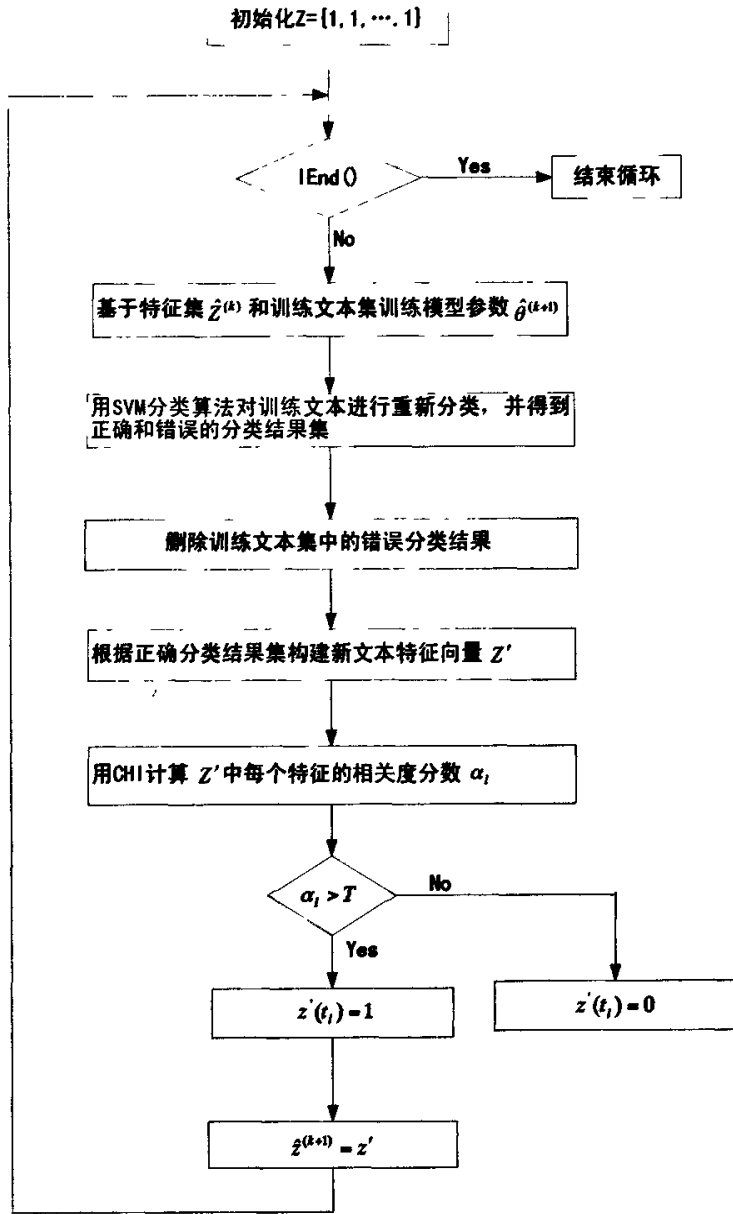 初始化Z={1,1,….1}
IEnd()
Yes
结束循环
No
基于特征集 ẑ⁽ᵏ⁾ 和训练文本集训练模型参数 θ̂⁽ᵏ⁺¹⁾
用SVM分类算法对训练文本进行重新分类，并得到
正确和错误的分类结果集
删除训练文本集中的错误分类结果
根据正确分类结果集构建新文本特征向量 Z'
用CHI计算 Z'中每个特征的相关度分数 αᵢ
αᵢ > T
No
Yes
z'(tᵢ)=1
z'(tᵢ)=0
ẑ⁽ᵏ⁺¹⁾ = z'